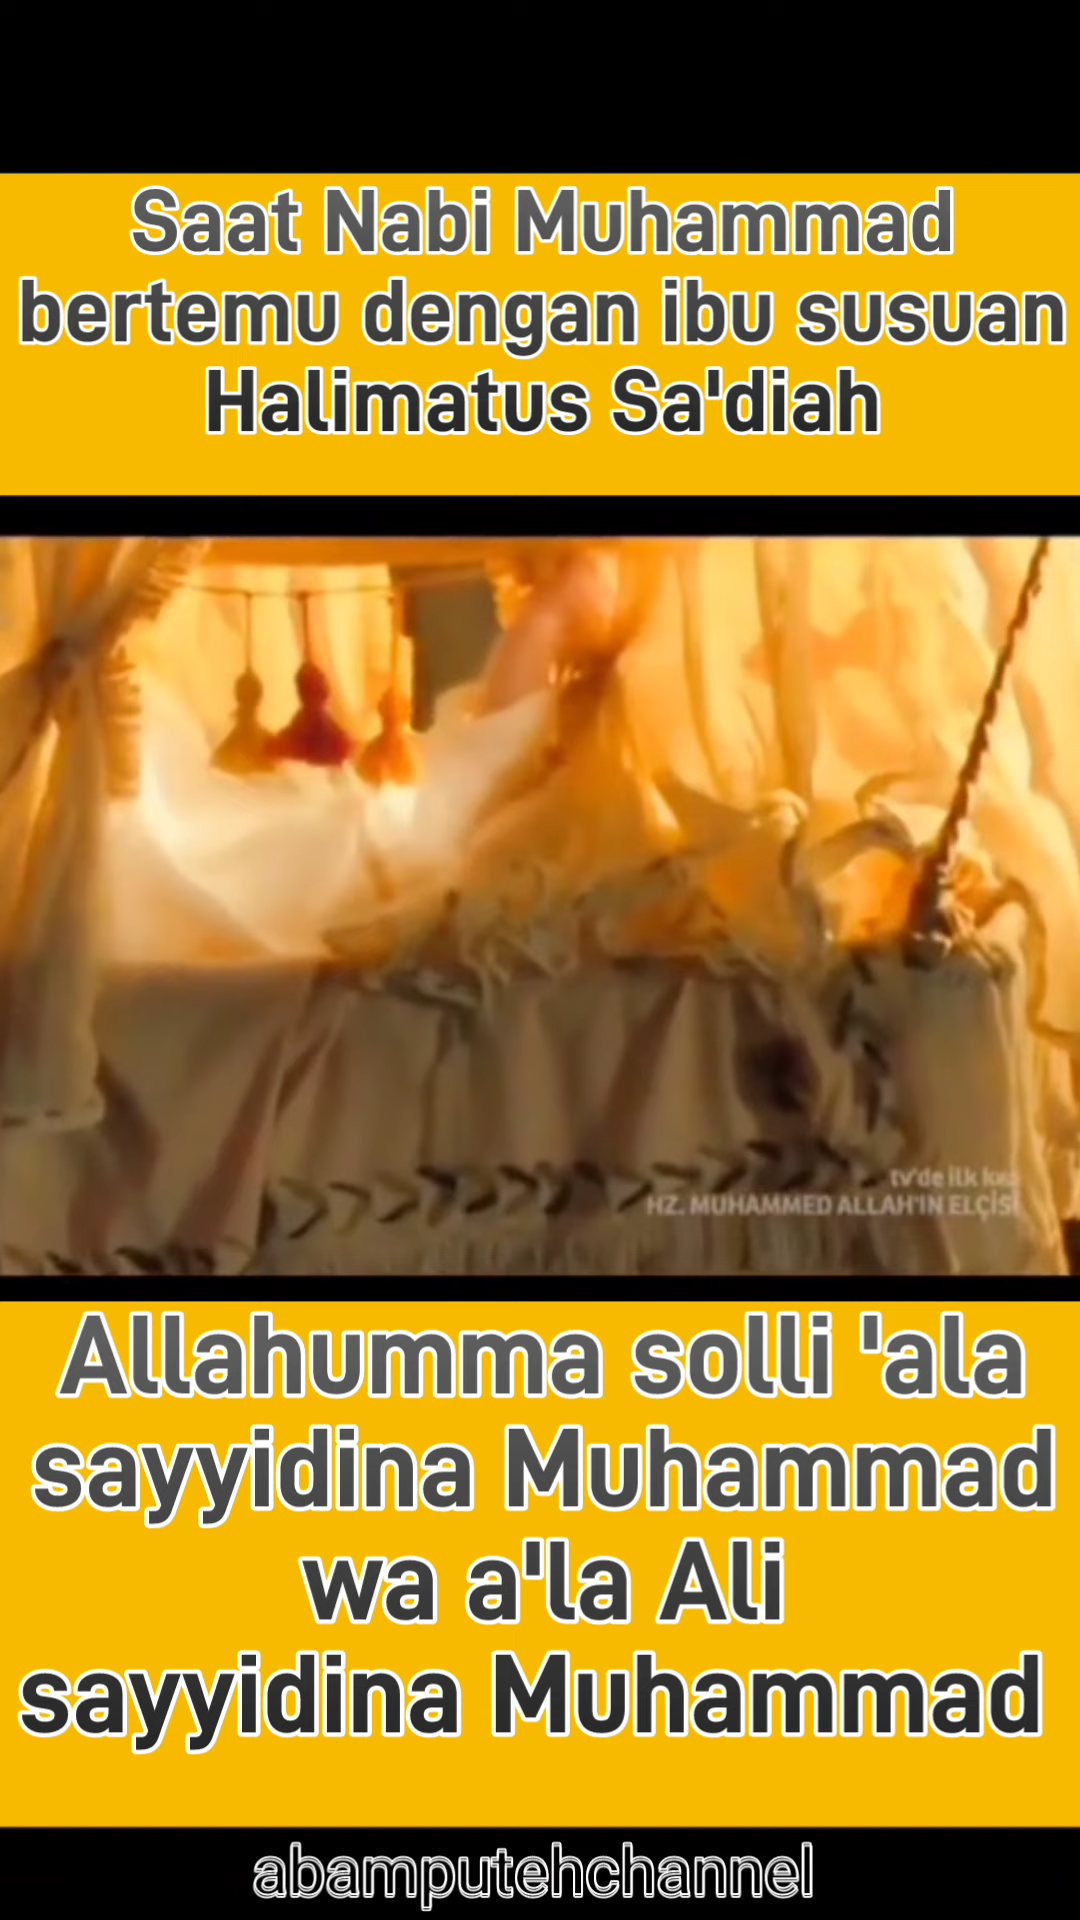 Saat Nabi Muhammad
bertemu dengan ibu susuan
Halimatus Sa'diah
tv'de ilk kez
HZ. MUHAMMED ALLAH'IN ELÇİSİ
Allahumma solli 'ala
sayyidina Muhammad
wa a'la Ali
sayyidina Muhammad
abamputehchannel